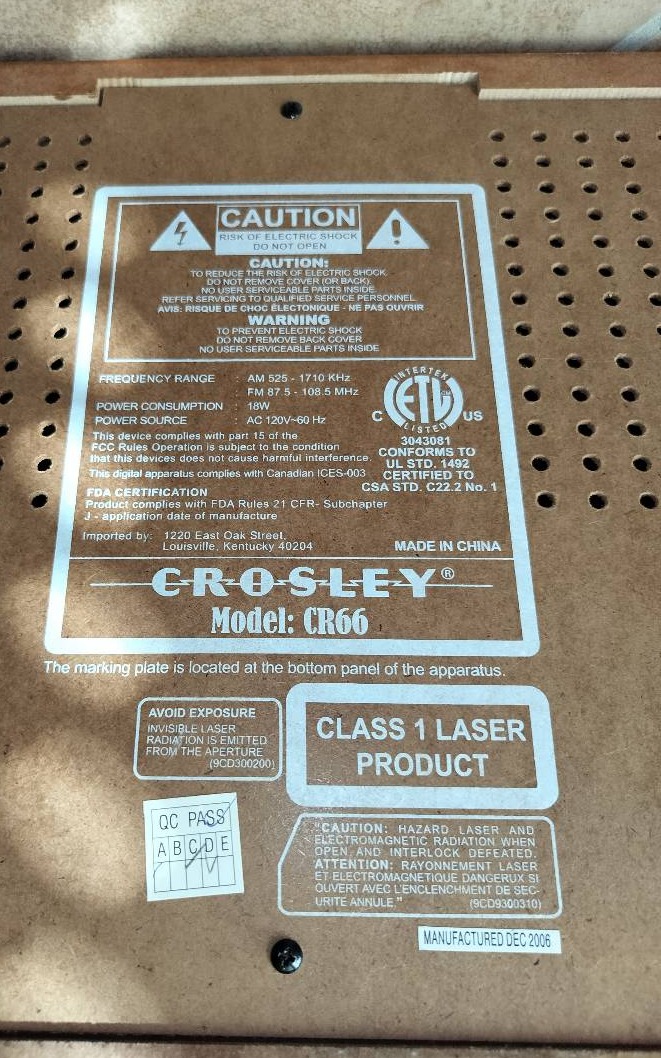 CAUTION
RISK OF ELECTRIC SHOCK
DO NOT OPEN
CAUTION:
TO REDUCE THE RISK OF ELECTRIC SHOCK.
DO NOT REMOVE COVER (OR BACK).
NO USER SERVICEABLE PARTS INSIDE.
REFER SERVICING TO QUALIFIED SERVICE PERSONNEL.
AVIS: RISQUE DE CHOC ÉLECTONIQUE - NE PAS OUVRIR
WARNING
TO PREVENT ELECTRIC SHOCK
DO NOT REMOVE BACK COVER
NO USER SERVICEABLE PARTS INSIDE
FREQUENCY RANGE : AM 525 - 1710 KHz
FM 87.5 - 108.5 MHz
POWER CONSUMPTION : 18W
POWER SOURCE : AC 120V~60 Hz
This device complies with part 15 of the
FCC Rules Operation is subject to the condition
that this devices does not cause harmful interference.
This digital apparatus complies with Canadian ICES-003
INTERTEK
C ETL CM US
LISTED
3043081
CONFORMS TO
UL STD. 1492
CERTIFIED TO
CSA STD. C22.2 No. 1
FDA CERTIFICATION
Product complies with FDA Rules 21 CFR- Subchapter
J - application date of manufacture
Imported by: 1220 East Oak Street,
Louisville, Kentucky 40204
MADE IN CHINA
CROSLEY®
Model: CR66
The marking plate is located at the bottom panel of the apparatus.
AVOID EXPOSURE
INVISIBLE LASER
RADIATION IS EMITTED
FROM THE APERTURE
(9CD300200)
CLASS 1 LASER
PRODUCT
QC PASS
A B C D E
"CAUTION: HAZARD LASER AND
ELECTROMAGNETIC RADIATION WHEN
OPEN AND INTERLOCK DEFEATED.
ATTENTION: RAYONNEMENT LASER
ET ELECTROMAGNETIQUE DANGERUX SI
OUVERT AVEC L'ENCLENCHMENT DE SEC-
URITE ANNULE." (9CD9300310)
MANUFACTURED DEC 2006